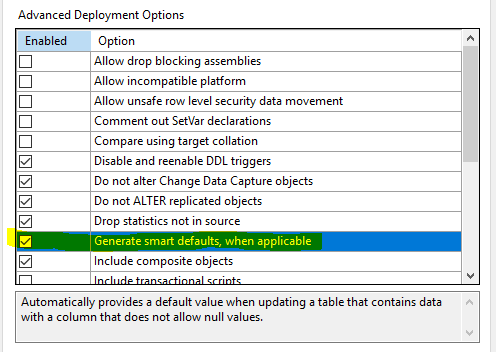 Advanced Deployment Options
Enabled Option
Allow drop blocking assemblies
Allow incompatible platform
Allow unsafe row level security data movement
Comment out SetVar declarations
Compare using target collation
Disable and reenable DDL triggers
Do not alter Change Data Capture objects
Do not ALTER replicated objects
Drop statistics not in source
Generate smart defaults, when applicable
Include composite objects
Include transactional scripts
Automatically provides a default value when updating a table that contains data
with a column that does not allow null values.